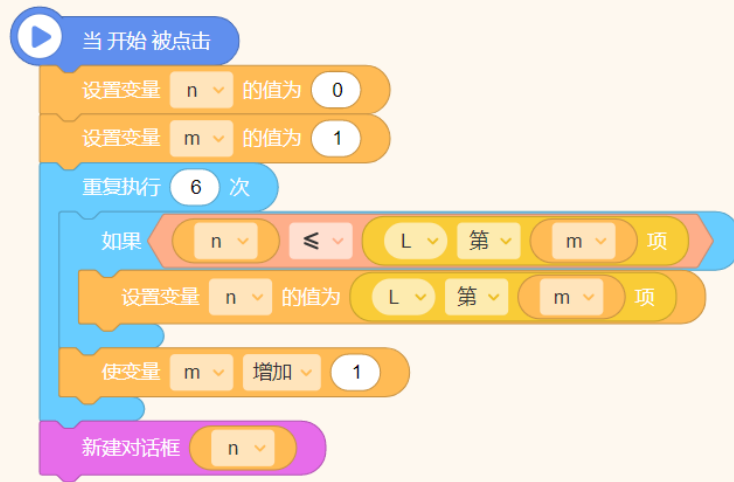 当 开始 被点击
设置变量 n 的值为 0
设置变量 m 的值为 1
重复执行 6 次
如果 n ≤ L 第 m 项
设置变量 n 的值为 L 第 m 项
使变量 m 增加 1
新建对话框 n